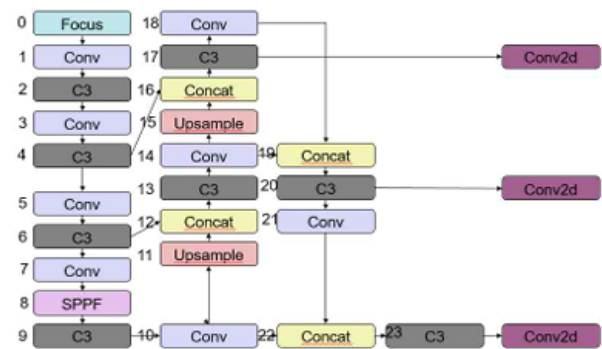 0 Focus
1 Conv
2 C3
3 Conv
4 C3
5 Conv
6 C3
7 Conv
8 SPPF
9 C3
18 Conv
17 C3
16 Concat
15 Upsample
14 Conv
13 C3
12 Concat
11 Upsample
10 Conv
19 Concat
20 C3
21 Conv
22 Concat
23 C3
Conv2d
Conv2d
Conv2d